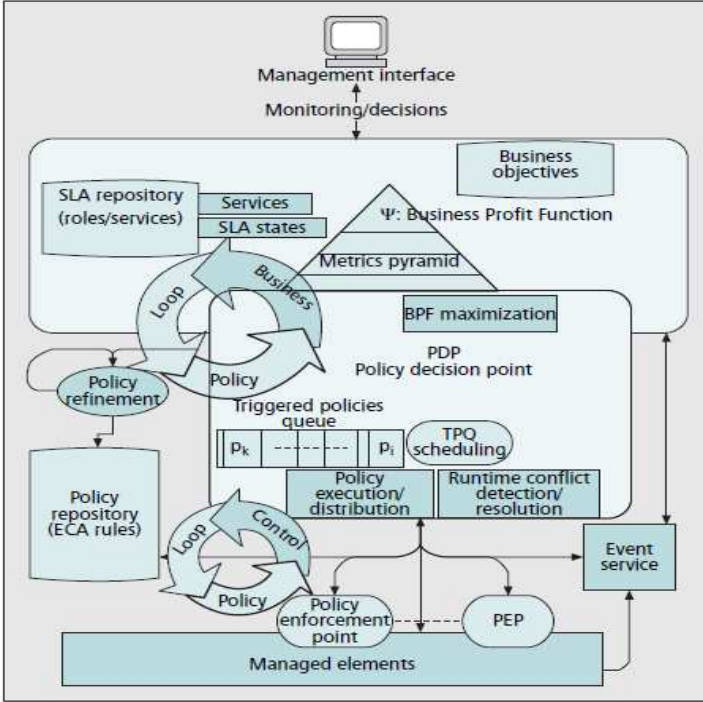 Management interface
Monitoring/decisions
Business
objectives
SLA repository
(roles/services)
Services
SLA states
Ψ: Business Profit Function
Metrics pyramid
Loop
Business
Policy
BPF maximization
PDP
Policy decision point
Policy
refinement
Triggered policies
queue
pk
pi
TPQ
scheduling
Policy
execution/
distribution
Runtime conflict
detection/
resolution
Policy
repository
(ECA rules)
Loop
Control
Policy
Event
service
Policy
enforcement
point
PEP
Managed elements